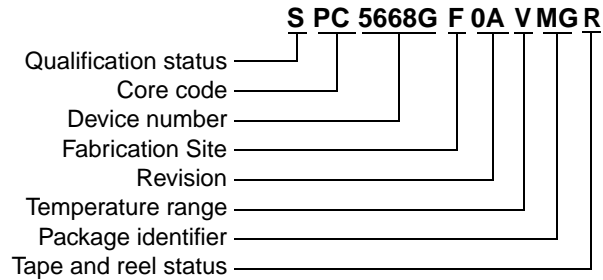 S PC 5668G F 0A V MG R
Qualification status
Core code
Device number
Fabrication Site
Revision
Temperature range
Package identifier
Tape and reel status